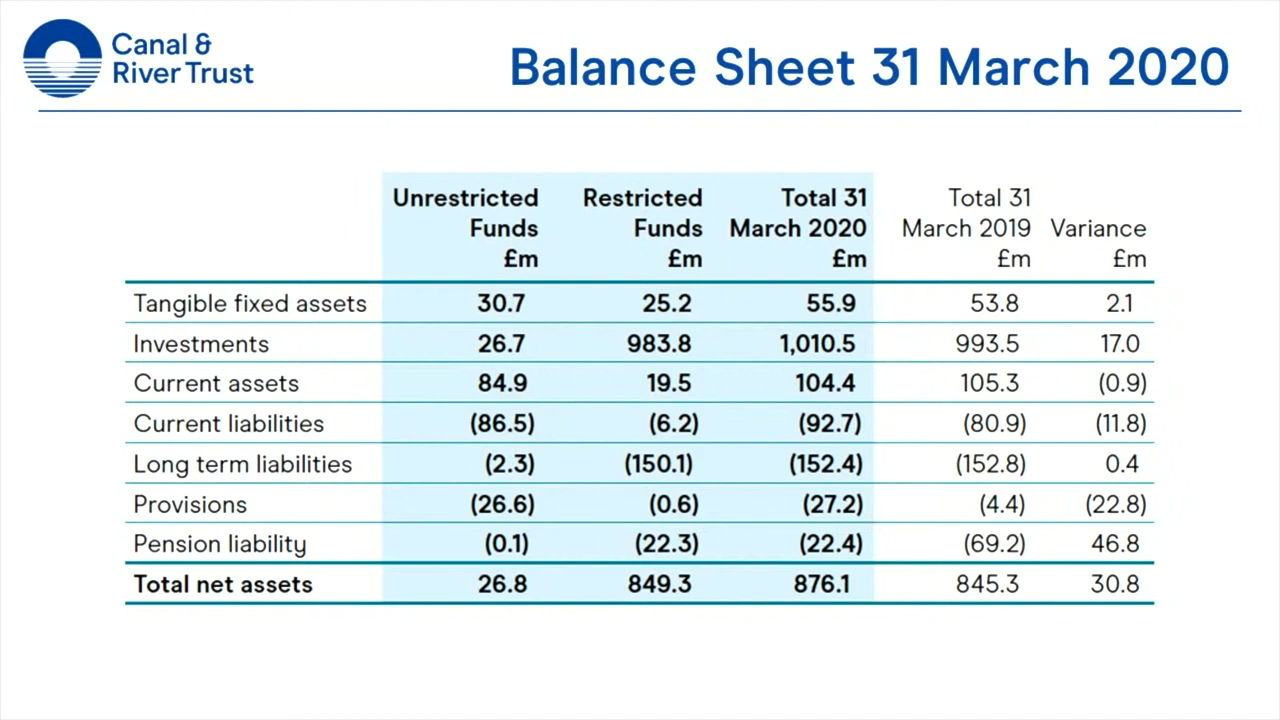 Canal &
River Trust
Balance Sheet 31 March 2020
Unrestricted Funds £m Restricted Funds £m Total 31 March 2020 £m Total 31 March 2019 £m Variance £m
Tangible fixed assets 30.7 25.2 55.9 53.8 2.1
Investments 26.7 983.8 1,010.5 993.5 17.0
Current assets 84.9 19.5 104.4 105.3 (0.9)
Current liabilities (86.5) (6.2) (92.7) (80.9) (11.8)
Long term liabilities (2.3) (150.1) (152.4) (152.8) 0.4
Provisions (26.6) (0.6) (27.2) (4.4) (22.8)
Pension liability (0.1) (22.3) (22.4) (69.2) 46.8
Total net assets 26.8 849.3 876.1 845.3 30.8